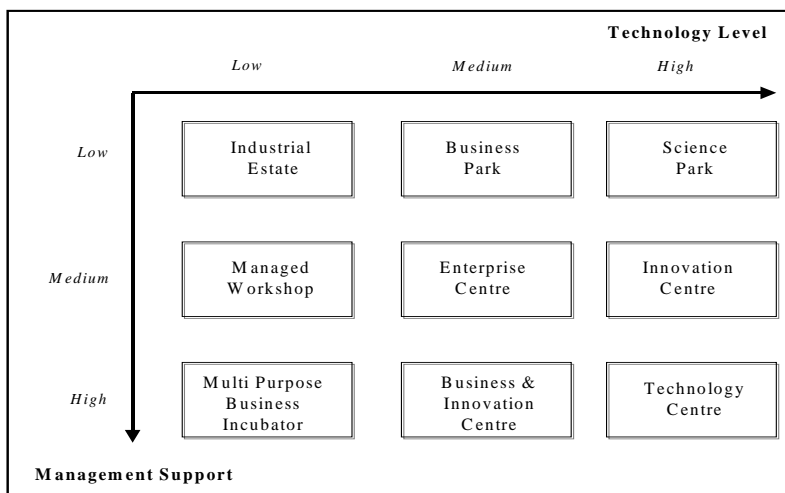 Technology Level
Low Medium High
Low
Industrial
Estate
Business
Park
Science
Park
Medium
Managed
Workshop
Enterprise
Centre
Innovation
Centre
High
Multi Purpose
Business
Incubator
Business &
Innovation
Centre
Technology
Centre
Management Support